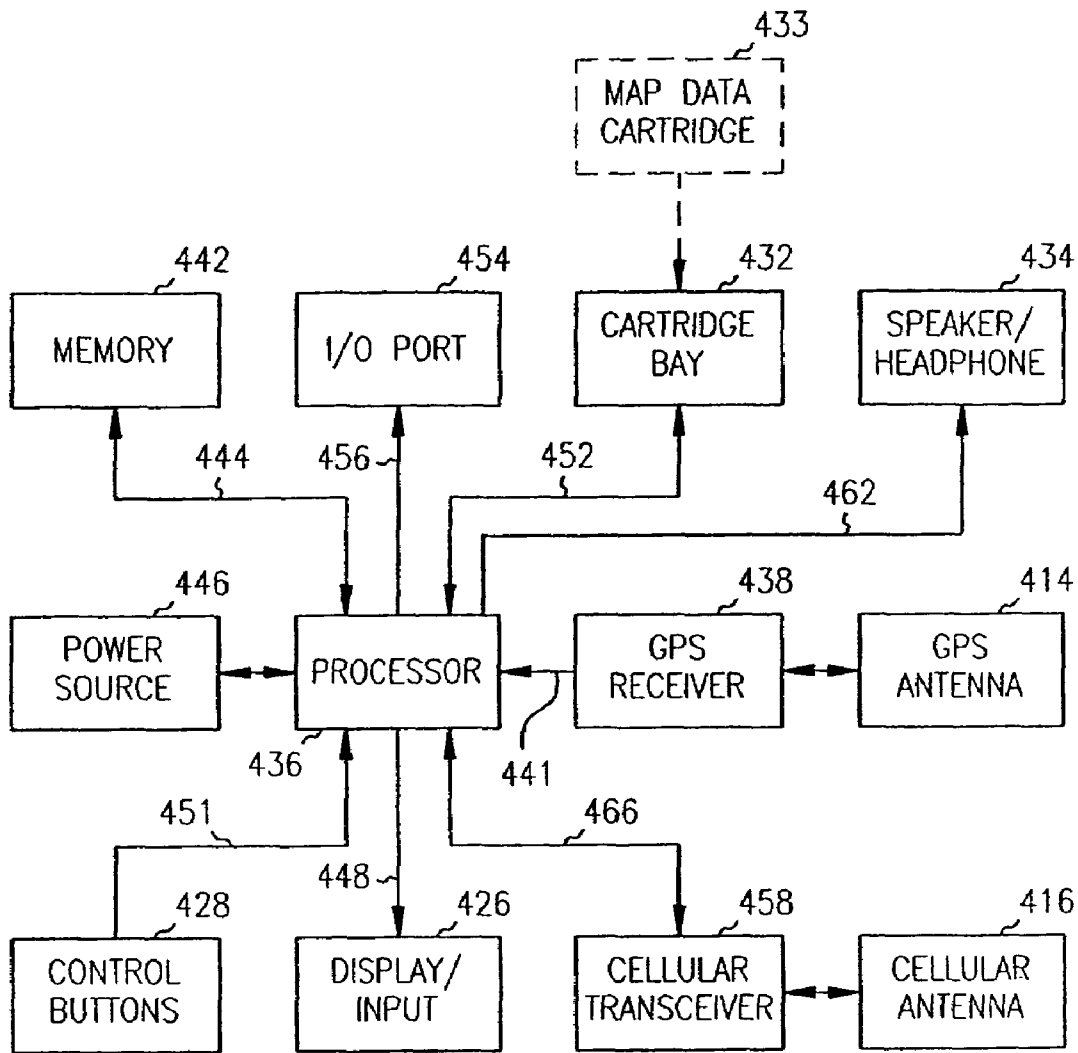 433
MAP DATA
CARTRIDGE
442
454
432
434
MEMORY
I/O PORT
CARTRIDGE
BAY
SPEAKER/
HEADPHONE
444
456
452
462
446
438
414
POWER
SOURCE
PROCESSOR
GPS
RECEIVER
GPS
ANTENNA
436
441
451
466
448
428
426
458
416
CONTROL
BUTTONS
DISPLAY/
INPUT
CELLULAR
TRANSCEIVER
CELLULAR
ANTENNA